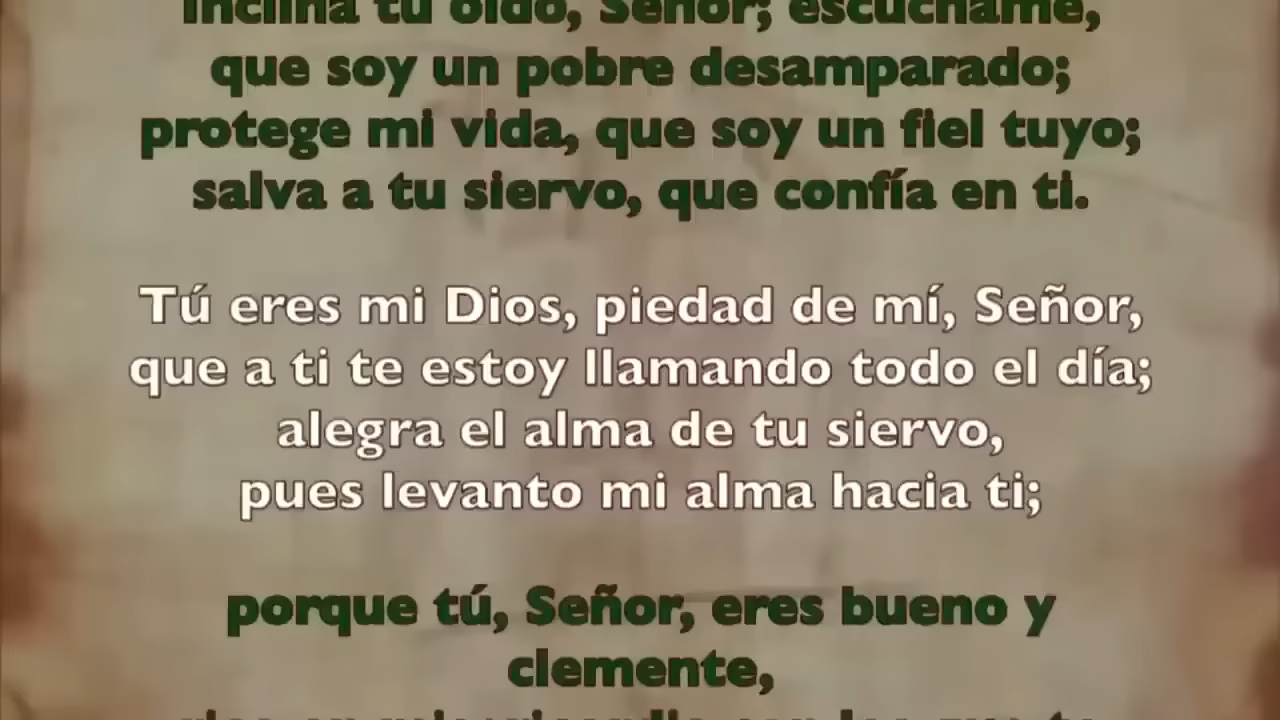 Inclina tu oído, Señor; escúchame,
que soy un pobre desamparado;
protege mi vida, que soy un fiel tuyo;
salva a tu siervo, que confía en ti.
Tú eres mi Dios, piedad de mí, Señor,
que a ti te estoy llamando todo el día;
alegra el alma de tu siervo,
pues levanto mi alma hacia ti;
porque tú, Señor, eres bueno y
clemente,